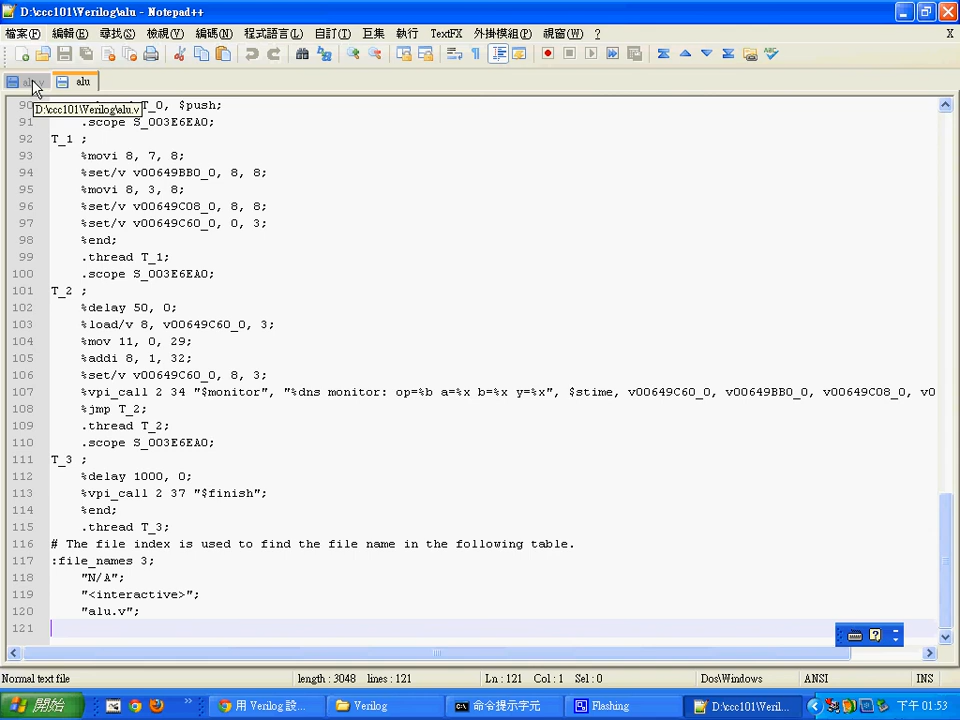 D:\ccc101\Verilog\alu - Notepad++
檔案(F) 編輯(E) 尋找(S) 檢視(V) 編碼(N) 程式語言(L) 自訂(T) 巨集 執行 TextFX 外掛模組(P) 視窗(W) ? X
alu
D:\ccc101\Verilog\alu.v
90 T_0, $push;
91 .scope S_003E6EA0;
92 T_1 ;
93 %movi 8, 7, 8;
94 %set/v v00649BB0_0, 8, 8;
95 %movi 8, 3, 8;
96 %set/v v00649C08_0, 8, 8;
97 %set/v v00649C60_0, 0, 3;
98 %end;
99 .thread T_1;
100 .scope S_003E6EA0;
101 T_2 ;
102 %delay 50, 0;
103 %load/v 8, v00649C60_0, 3;
104 %mov 11, 0, 29;
105 %addi 8, 1, 32;
106 %set/v v00649C60_0, 8, 3;
107 %vpi_call 2 34 "$monitor", "%dns monitor: op=%b a=%x b=%x y=%x", $stime, v00649C60_0, v00649BB0_0, v00649C08_0, v0
108 %jmp T_2;
109 .thread T_2;
110 .scope S_003E6EA0;
111 T_3 ;
112 %delay 1000, 0;
113 %vpi_call 2 37 "$finish";
114 %end;
115 .thread T_3;
116 # The file index is used to find the file name in the following table.
117 :file_names 3;
118 "N/A";
119 "<interactive>";
120 "alu.v";
121
Normal text file length : 3048 lines : 121 Ln : 121 Col : 1 Sel : 0 Dos\Windows ANSI INS
開始 用 Verilog 設... Verilog 命令提示字元 Flashing D:\ccc101\Veril... 下午 01:53